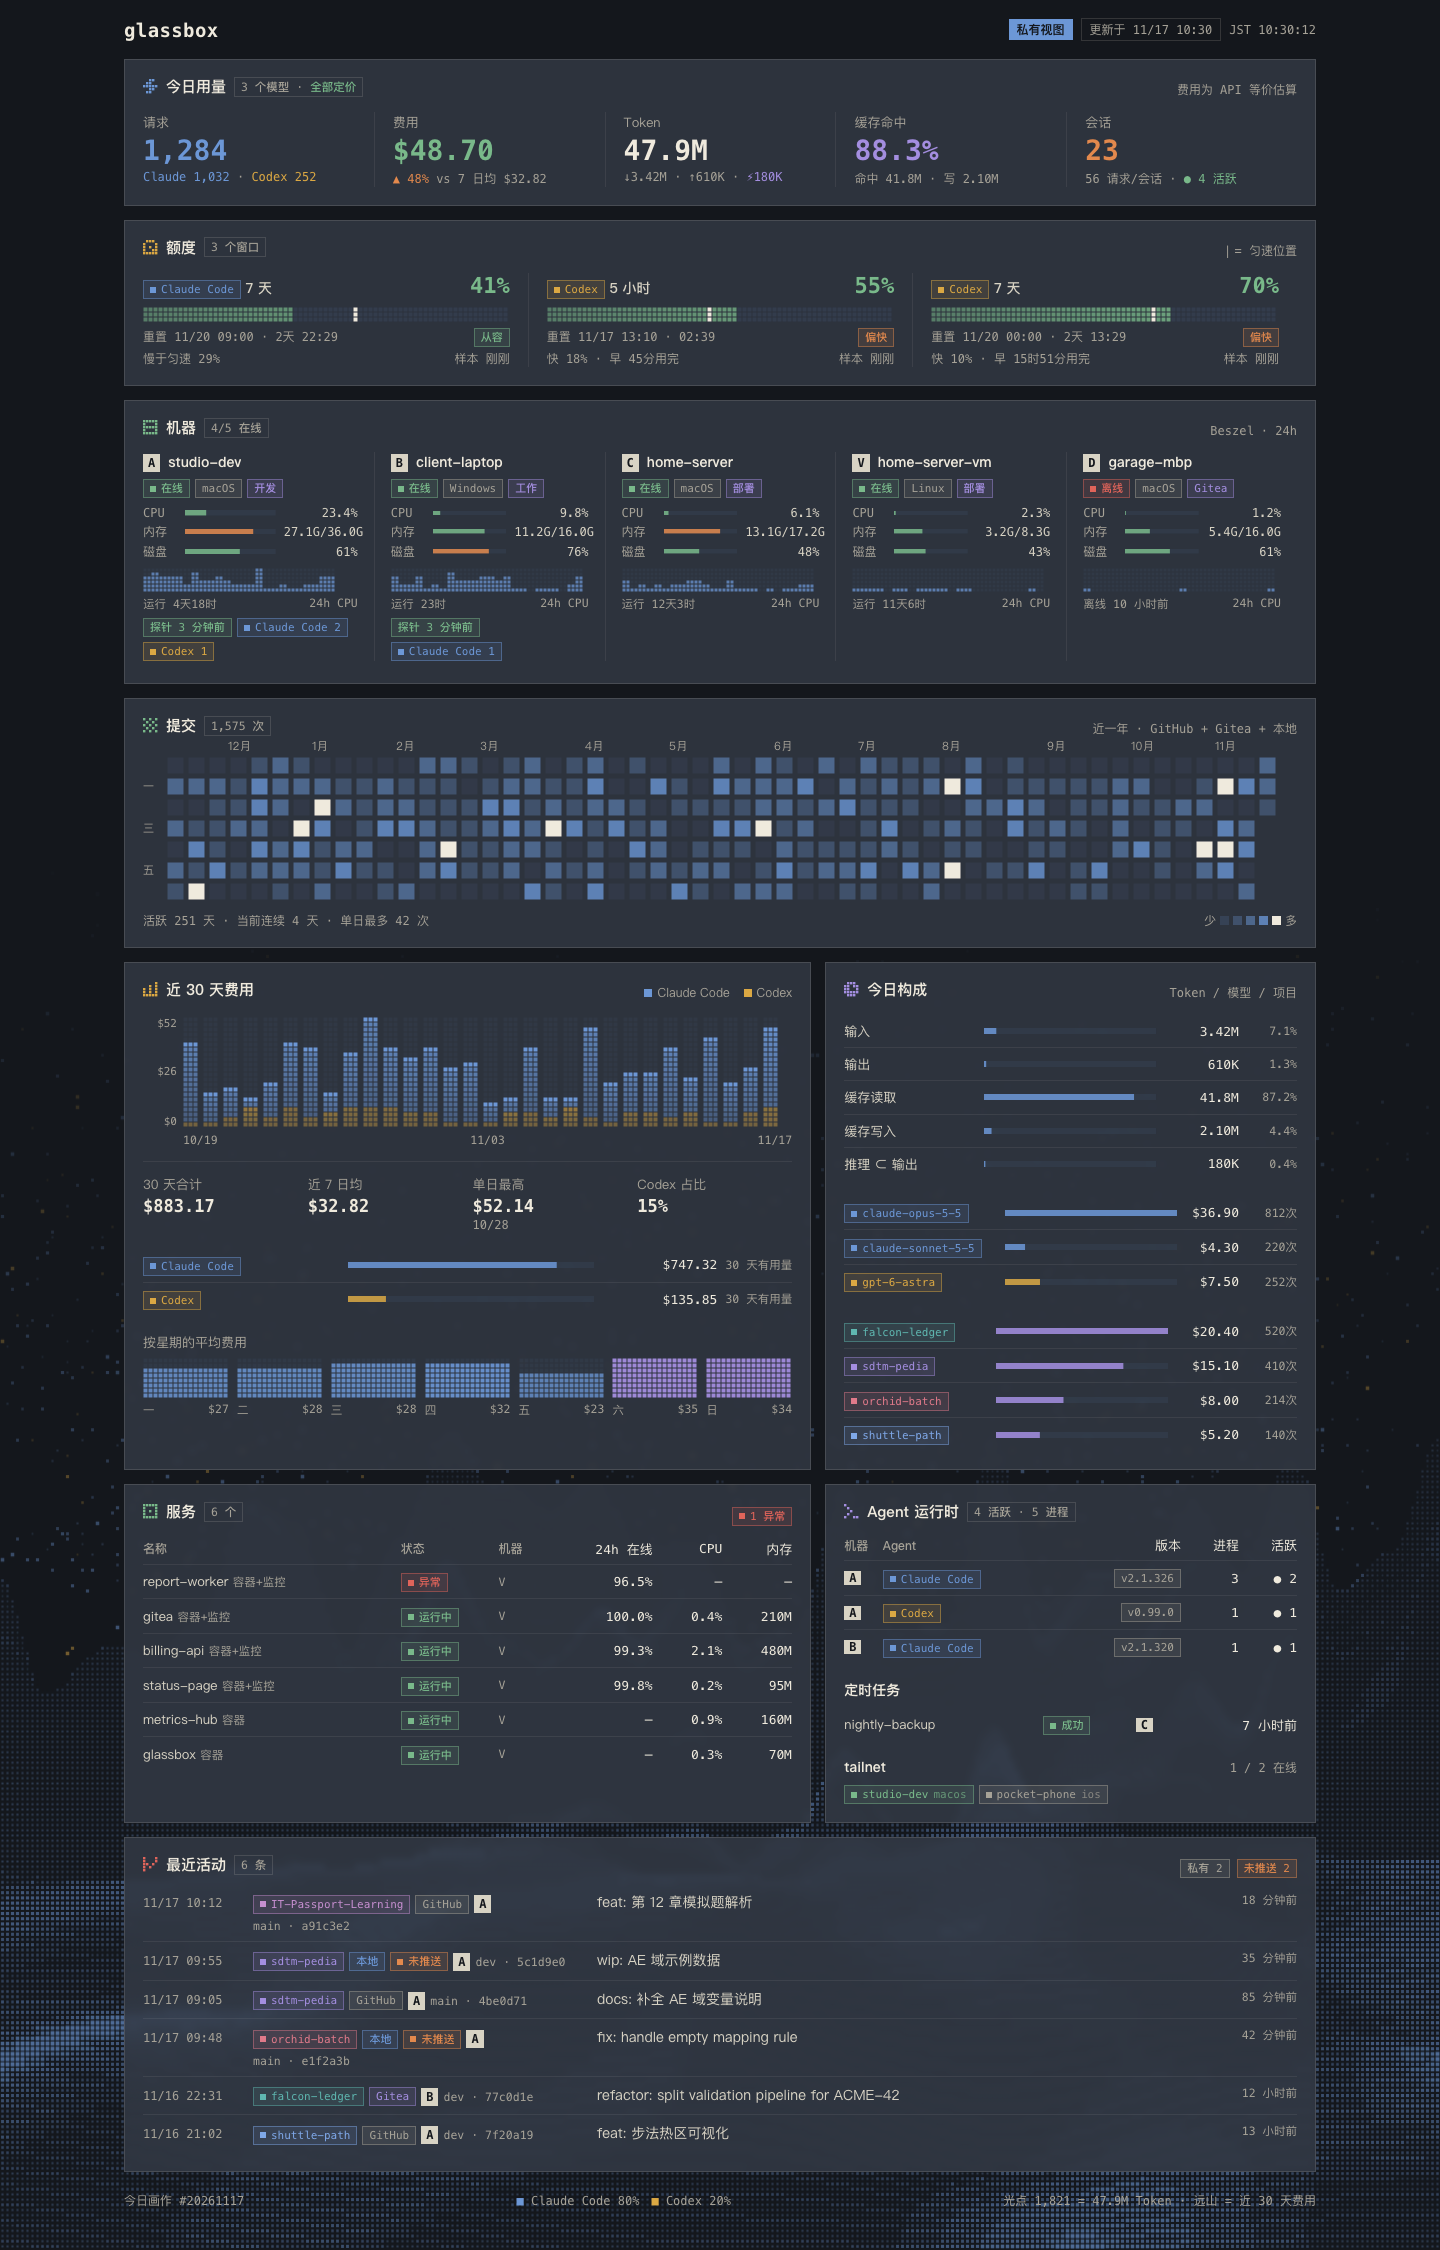 glassbox
私有视图 更新于 11/17 10:30 JST 10:30:12
今日用量 3 个模型 · 全部定价 费用为 API 等价估算
请求 费用 Token 缓存命中 会话
1,284 $48.70 47.9M 88.3% 23
Claude 1,032 · Codex 252 ▲ 48% vs 7 日均 $32.82 ↓3.42M · ↑610K · ⚡180K 命中 41.8M · 写 2.10M 56 请求/会话 · ● 4 活跃
额度 3 个窗口 | = 匀速位置
Claude Code 7 天 41% Codex 5 小时 55% Codex 7 天 70%
重置 11/20 09:00 · 2天 22:29 从容 重置 11/17 13:10 · 02:39 偏快 重置 11/20 00:00 · 2天 13:29 偏快
慢于匀速 29% 样本 刚刚 快 18% · 早 45分用完 样本 刚刚 快 10% · 早 15时51分用完 样本 刚刚
机器 4/5 在线 Beszel · 24h
A studio-dev B client-laptop C home-server V home-server-vm D garage-mbp
在线 macOS 开发 在线 Windows 工作 在线 macOS 部署 在线 Linux 部署 离线 macOS Gitea
CPU 23.4% CPU 9.8% CPU 6.1% CPU 2.3% CPU 1.2%
内存 27.1G/36.0G 内存 11.2G/16.0G 内存 13.1G/17.2G 内存 3.2G/8.3G 内存 5.4G/16.0G
磁盘 61% 磁盘 76% 磁盘 48% 磁盘 43% 磁盘 61%
运行 4天18时 24h CPU 运行 23时 24h CPU 运行 12天3时 24h CPU 运行 11天6时 24h CPU 离线 10 小时前 24h CPU
探针 3 分钟前 Claude Code 2 探针 3 分钟前
Codex 1 Claude Code 1
提交 1,575 次 近一年 · GitHub + Gitea + 本地
12月 1月 2月 3月 4月 5月 6月 7月 8月 9月 10月 11月
一
三
五
活跃 251 天 · 当前连续 4 天 · 单日最多 42 次 少 多
近 30 天费用 Claude Code Codex
$52
$26
$0
10/19 11/03 11/17
30 天合计 近 7 日均 单日最高 Codex 占比
$883.17 $32.82 $52.14 15%
10/28
Claude Code $747.32 30 天有用量
Codex $135.85 30 天有用量
按星期的平均费用
一 $27 二 $28 三 $28 四 $32 五 $23 六 $35 日 $34
今日构成 Token / 模型 / 项目
输入 3.42M 7.1%
输出 610K 1.3%
缓存读取 41.8M 87.2%
缓存写入 2.10M 4.4%
推理 ⊂ 输出 180K 0.4%
claude-opus-5-5 $36.90 812次
claude-sonnet-5-5 $4.30 220次
gpt-6-astra $7.50 252次
falcon-ledger $20.40 520次
sdtm-pedia $15.10 410次
orchid-batch $8.00 214次
shuttle-path $5.20 140次
服务 6 个 1 异常
名称 状态 机器 24h 在线 CPU 内存
report-worker 容器+监控 异常 V 96.5% — —
gitea 容器+监控 运行中 V 100.0% 0.4% 210M
billing-api 容器+监控 运行中 V 99.3% 2.1% 480M
status-page 容器+监控 运行中 V 99.8% 0.2% 95M
metrics-hub 容器 运行中 V — 0.9% 160M
glassbox 容器 运行中 V — 0.3% 70M
Agent 运行时 4 活跃 · 5 进程
机器 Agent 版本 进程 活跃
A Claude Code v2.1.326 3 ● 2
A Codex v0.99.0 1 ● 1
B Claude Code v2.1.320 1 ● 1
定时任务
nightly-backup 成功 C 7 小时前
tailnet 1 / 2 在线
studio-dev macos pocket-phone ios
最近活动 6 条 私有 2 未推送 2
11/17 10:12 IT-Passport-Learning GitHub A feat: 第 12 章模拟题解析 18 分钟前
main · a91c3e2
11/17 09:55 sdtm-pedia 本地 未推送 A dev · 5c1d9e0 wip: AE 域示例数据 35 分钟前
11/17 09:05 sdtm-pedia GitHub A main · 4be0d71 docs: 补全 AE 域变量说明 85 分钟前
11/17 09:48 orchid-batch 本地 未推送 A fix: handle empty mapping rule 42 分钟前
main · e1f2a3b
11/16 22:31 falcon-ledger Gitea B dev · 77c0d1e refactor: split validation pipeline for ACME-42 12 小时前
11/16 21:02 shuttle-path GitHub A dev · 7f20a19 feat: 步法热区可视化 13 小时前
今日画作 #20261117 Claude Code 80% Codex 20% 光点 1,821 = 47.9M Token · 远山 = 近 30 天费用